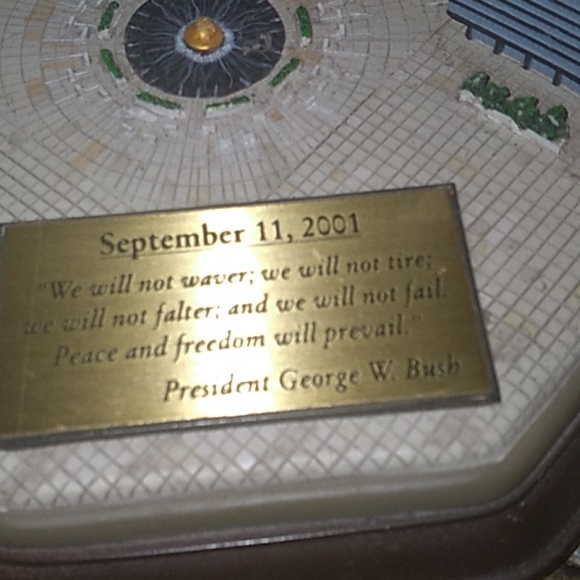 September 11, 2001
"We will not waver; we will not tire;
we will not falter; and we will not fail.
Peace and freedom will prevail."
President George W. Bush